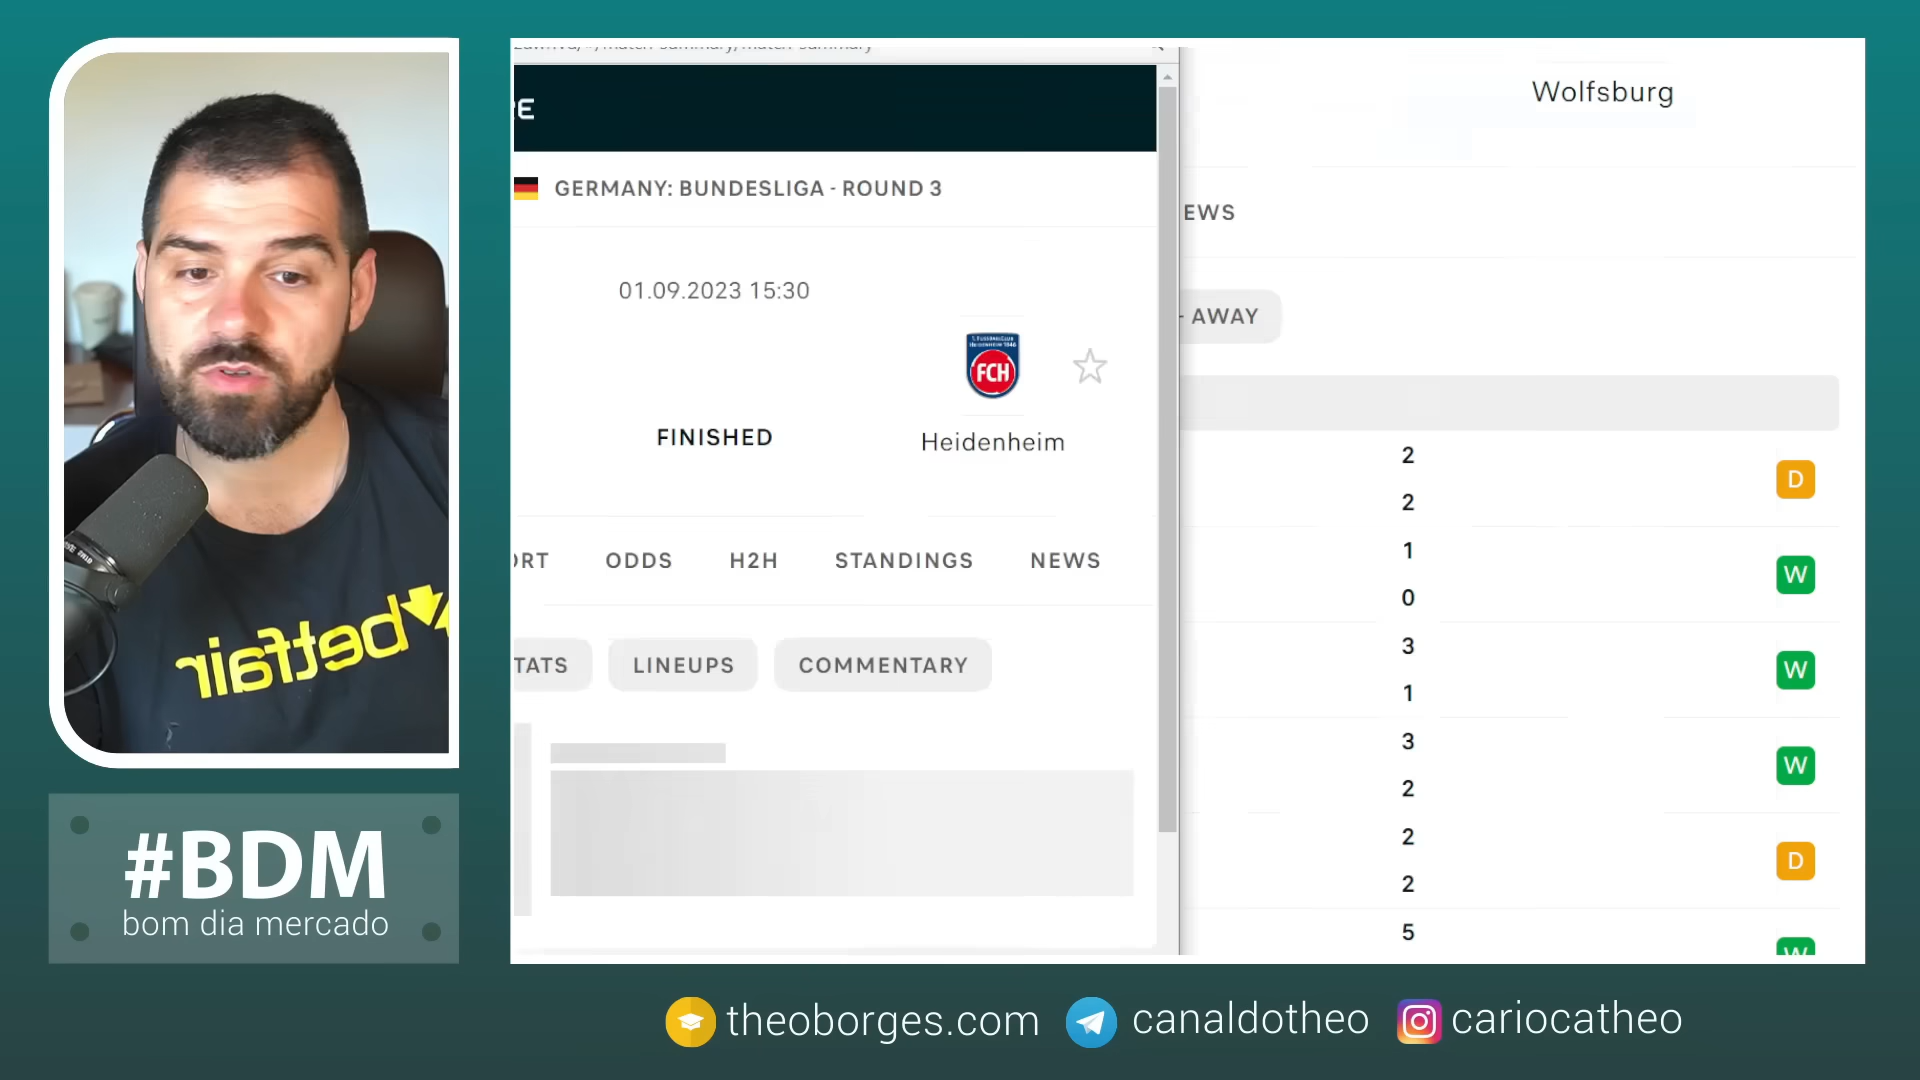 betfair
#BDM
bom dia mercado
RE
GERMANY: BUNDESLIGA - ROUND 3
01.09.2023 15:30
FCH
FINISHED
Heidenheim
ORT
ODDS
H2H
STANDINGS
NEWS
TATS
LINEUPS
COMMENTARY
Wolfsburg
EWS
- AWAY
2
2
D
1
0
W
3
1
W
3
2
W
2
2
D
5
W
theoborges.com
canaldotheo
cariocatheo